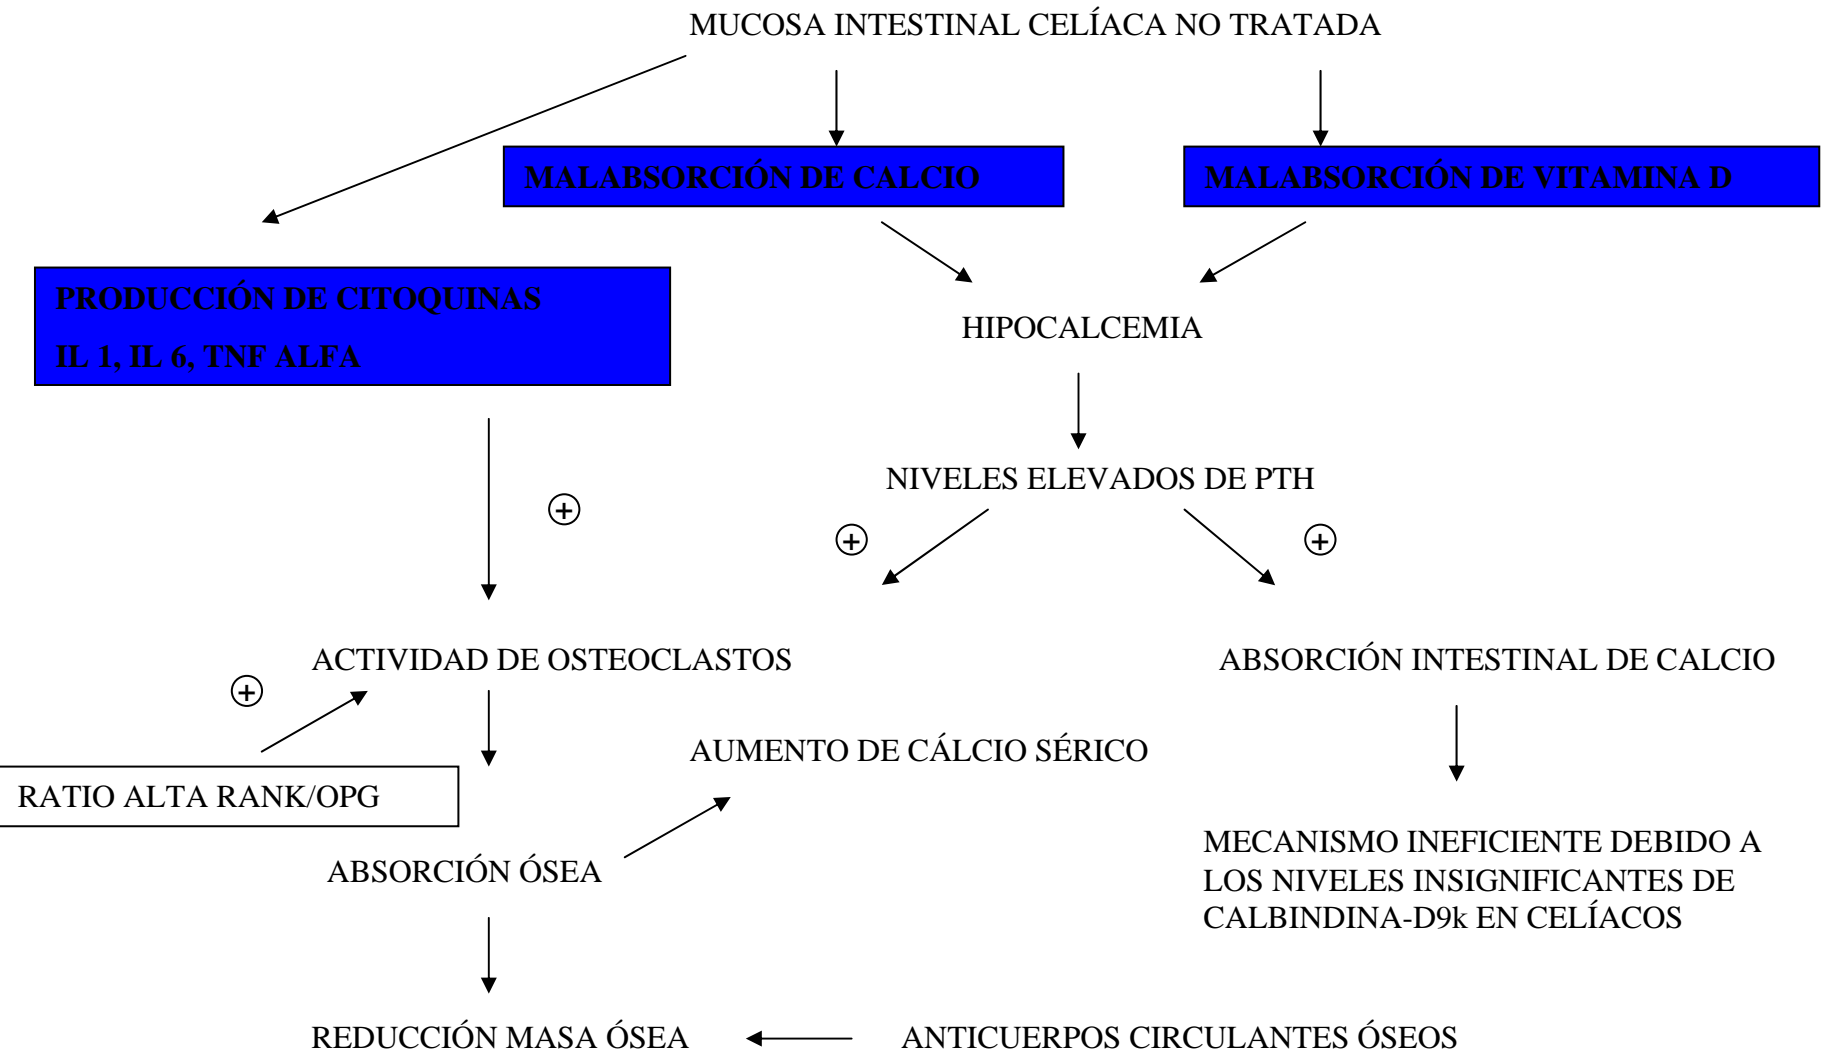 MUCOSA INTESTINAL CELÍACA NO TRATADA
MALABSORCIÓN DE CALCIO
MALABSORCIÓN DE VITAMINA D
PRODUCCIÓN DE CITOQUINAS
IL 1, IL 6, TNF ALFA
HIPOCALCEMIA
NIVELES ELEVADOS DE PTH
+
+
+
ACTIVIDAD DE OSTEOCLASTOS
ABSORCIÓN INTESTINAL DE CALCIO
+
AUMENTO DE CÁLCIO SÉRICO
RATIO ALTA RANK/OPG
ABSORCIÓN ÓSEA
MECANISMO INEFICIENTE DEBIDO A
LOS NIVELES INSIGNIFICANTES DE
CALBINDINA-D9k EN CELÍACOS
REDUCCIÓN MASA ÓSEA
ANTICUERPOS CIRCULANTES ÓSEOS